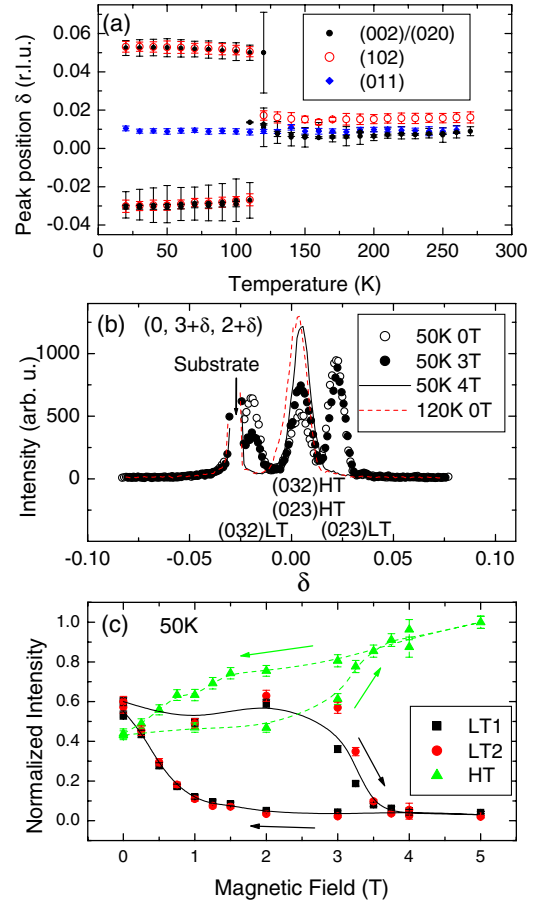 (a)
(002)/(020)
(102)
(011)
Peak position δ (r.l.u.)
0.06
0.04
0.02
0.00
-0.02
-0.04
0 50 100 150 200 250 300
Temperature (K)
(b) (0, 3+δ, 2+δ)
Substrate
50K 0T
50K 3T
50K 4T
120K 0T
Intensity (arb. u.)
1000
500
0
(032)HT
(023)HT
(032)LT (023)LT
-0.10 -0.05 0.00 0.05 0.10
δ
(c) 50K
LT1
LT2
HT
Normalized Intensity
1.0
0.8
0.6
0.4
0.2
0.0
0 1 2 3 4 5
Magnetic Field (T)